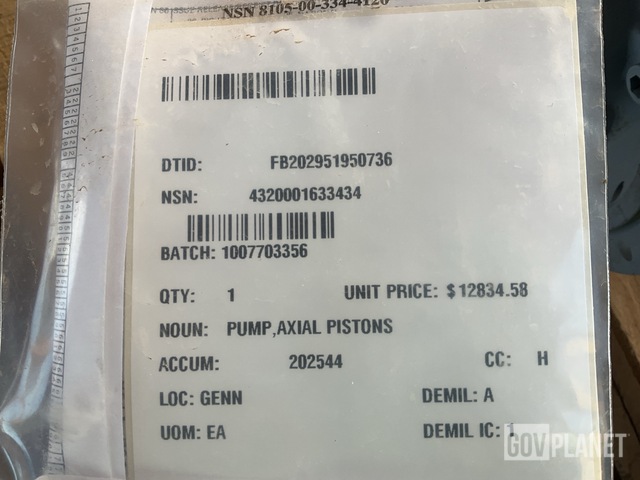 NSN 8105-00-334-4120
DTID: FB202951950736
NSN: 4320001633434
BATCH: 1007703356
QTY: 1 UNIT PRICE: $12834.58
NOUN: PUMP,AXIAL PISTONS
ACCUM: 202544 CC: H
LOC: GENN DEMIL: A
UOM: EA DEMIL IC: 1
GOVPLANET